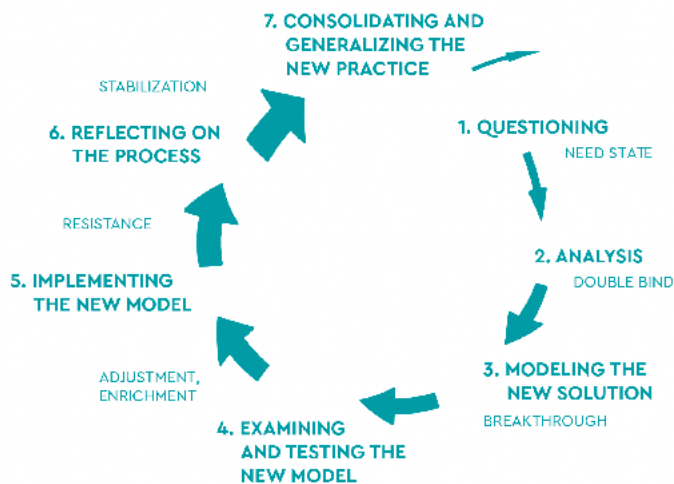 7. CONSOLIDATING AND
GENERALIZING THE
NEW PRACTICE
1. QUESTIONING
NEED STATE
2. ANALYSIS
DOUBLE BIND
3. MODELING THE
NEW SOLUTION
BREAKTHROUGH
4. EXAMINING
AND TESTING THE
NEW MODEL
ADJUSTMENT,
ENRICHMENT
5. IMPLEMENTING
THE NEW MODEL
RESISTANCE
6. REFLECTING ON
THE PROCESS
STABILIZATION